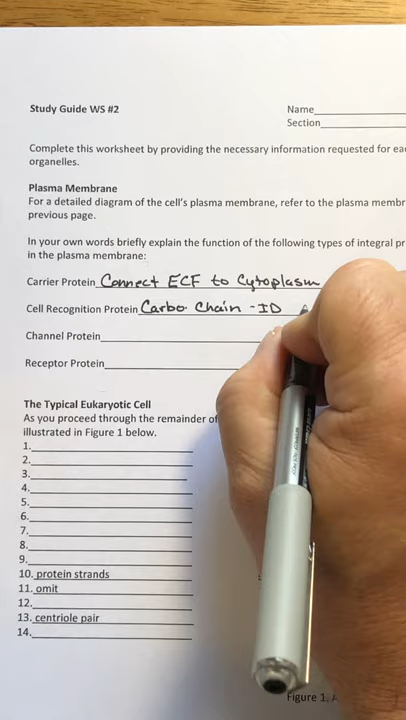 Study Guide WS #2
Name
Section
Complete this worksheet by providing the necessary information requested for
organelles.
Plasma Membrane
For a detailed diagram of the cell's plasma membrane, refer to the plasma
previous page.
In your own words briefly explain the function of the following types of integral
in the plasma membrane:
Carrier Protein Connect ECF to Cytoplasm
Cell Recognition Protein Carbo Chain - ID
Channel Protein
Receptor Protein
The Typical Eukaryotic Cell
As you proceed through the remainder of
illustrated in Figure 1 below.
1.
2.
3.
4.
5.
6.
7.
8.
9.
10. protein strands
11. omit
12.
13. centriple pair
14.
Figure 1.